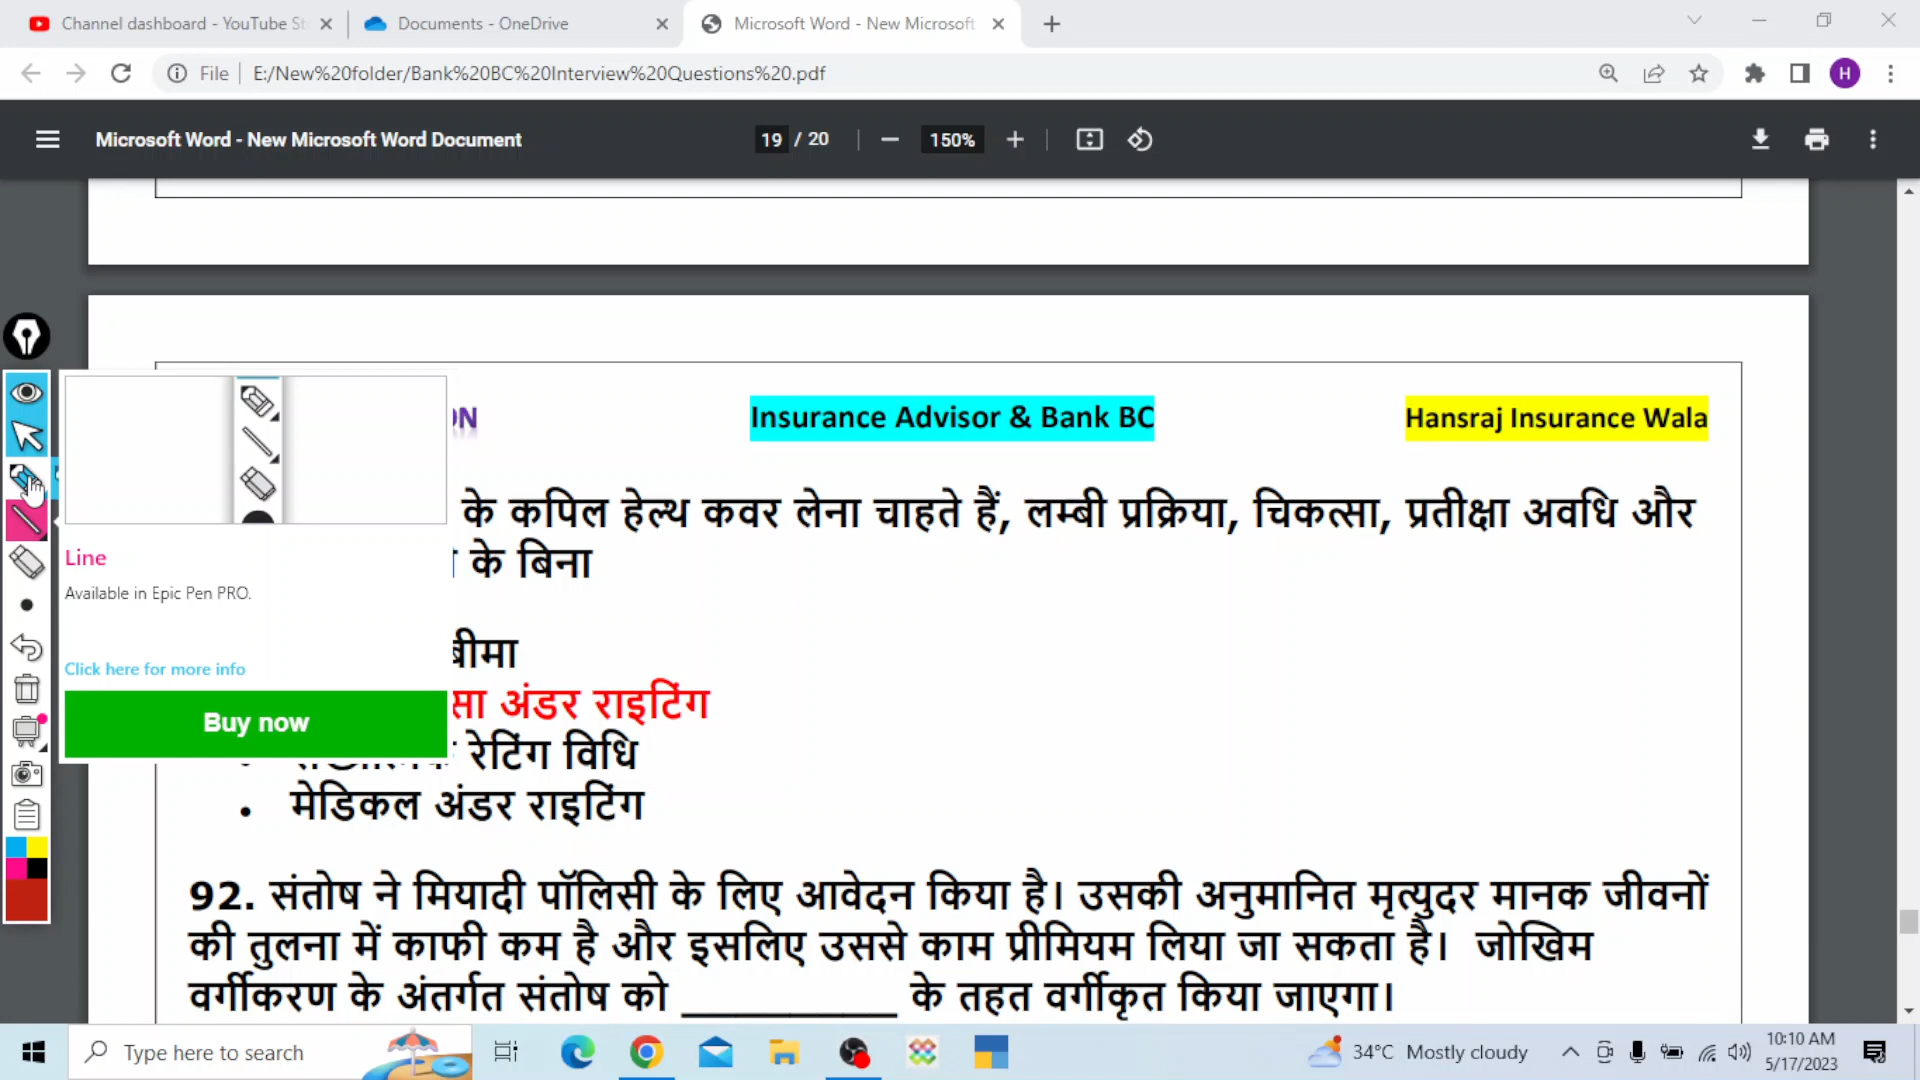 Channel dashboard - YouTube St
Documents - OneDrive
Microsoft Word - New Microsoft
File
E:/New%20folder/Bank%20BC%20Interview%20Questions%20.pdf
H
Microsoft Word - New Microsoft Word Document
19 / 20
150%
ON
Insurance Advisor & Bank BC
Hansraj Insurance Wala
के कपिल हेल्थ कवर लेना चाहते हैं, लम्बी प्रक्रिया, चिकत्सा, प्रतीक्षा अवधि और
के बिना
Line
Available in Epic Pen PRO.
बीमा
Click here for more info
सा अंडर राइटिंग
Buy now
रेटिंग विधि
• मेडिकल अंडर राइटिंग
92. संतोष ने मियादी पॉलिसी के लिए आवेदन किया है। उसकी अनुमानित मृत्युदर मानक जीवनों
की तुलना में काफी कम है और इसलिए उससे काम प्रीमियम लिया जा सकता है। जोखिम
वर्गीकरण के अंतर्गत संतोष को __________ के तहत वर्गीकृत किया जाएगा।
Type here to search
34°C Mostly cloudy
10:10 AM
5/17/2023